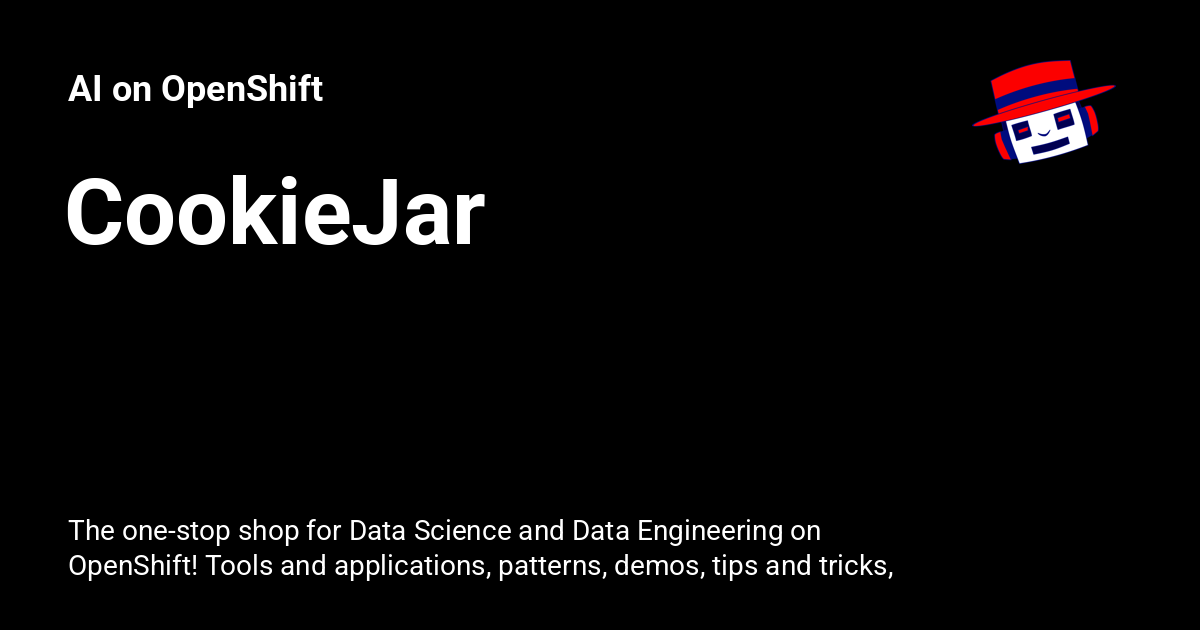 AI on OpenShift
CookieJar
The one-stop shop for Data Science and Data Engineering on
OpenShift! Tools and applications, patterns, demos, tips and tricks,